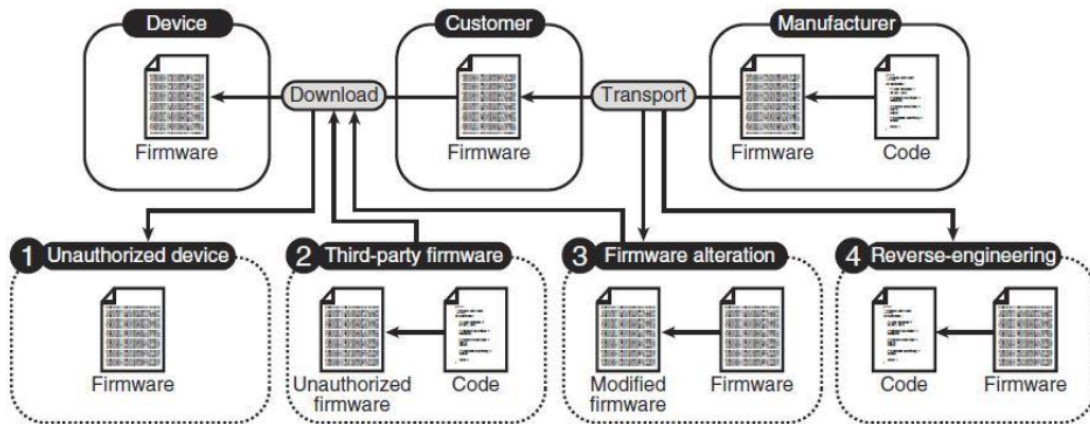 Device
Customer
Manufacturer
Download
Transport
Firmware
Firmware
Firmware
Code
1 Unauthorized device
2 Third-party firmware
3 Firmware alteration
4 Reverse-engineering
Firmware
Unauthorized
firmware
Code
Modified
firmware
Firmware
Code
Firmware